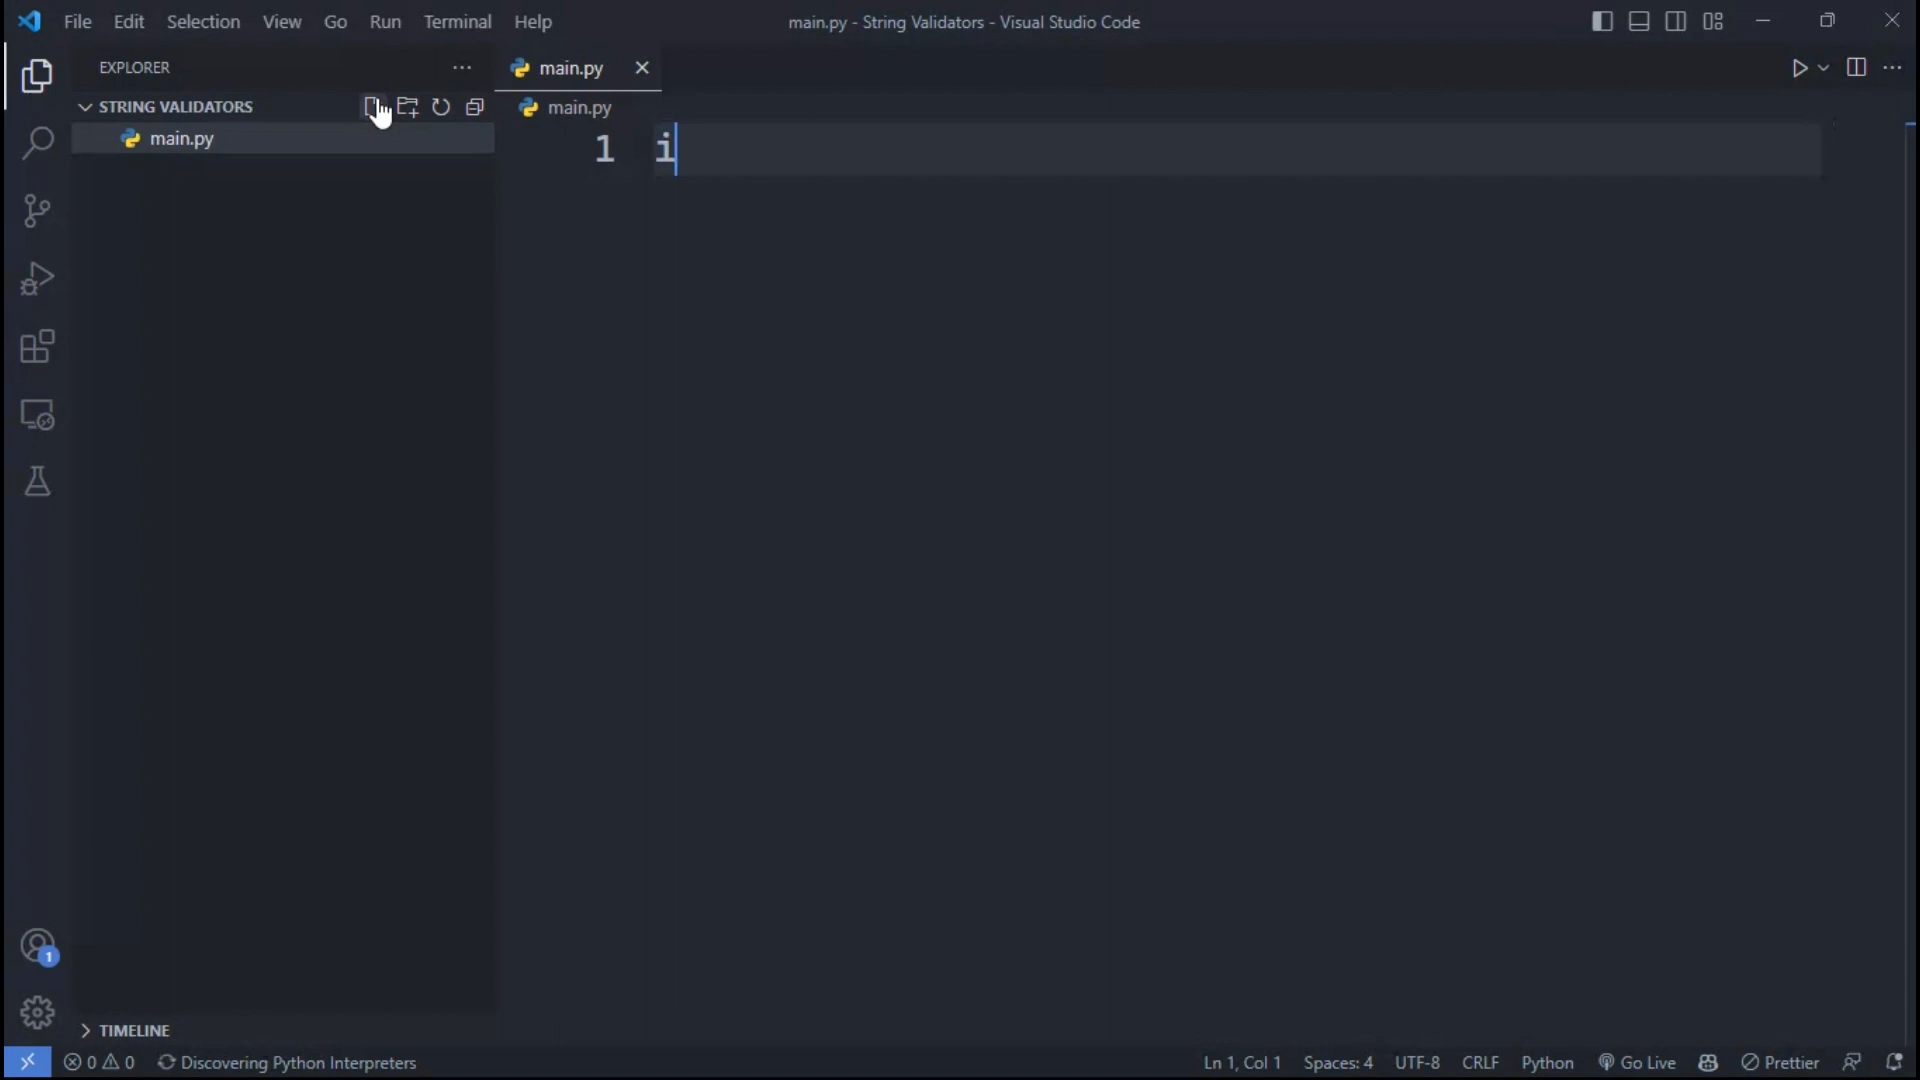 File Edit Selection View Go Run Terminal Help main.py - String Validators - Visual Studio Code
EXPLORER
main.py
STRING VALIDATORS
main.py
main.py
1 i
1
TIMELINE
0 0 Discovering Python Interpreters Ln 1, Col 1 Spaces: 4 UTF-8 CRLF Python Go Live Prettier